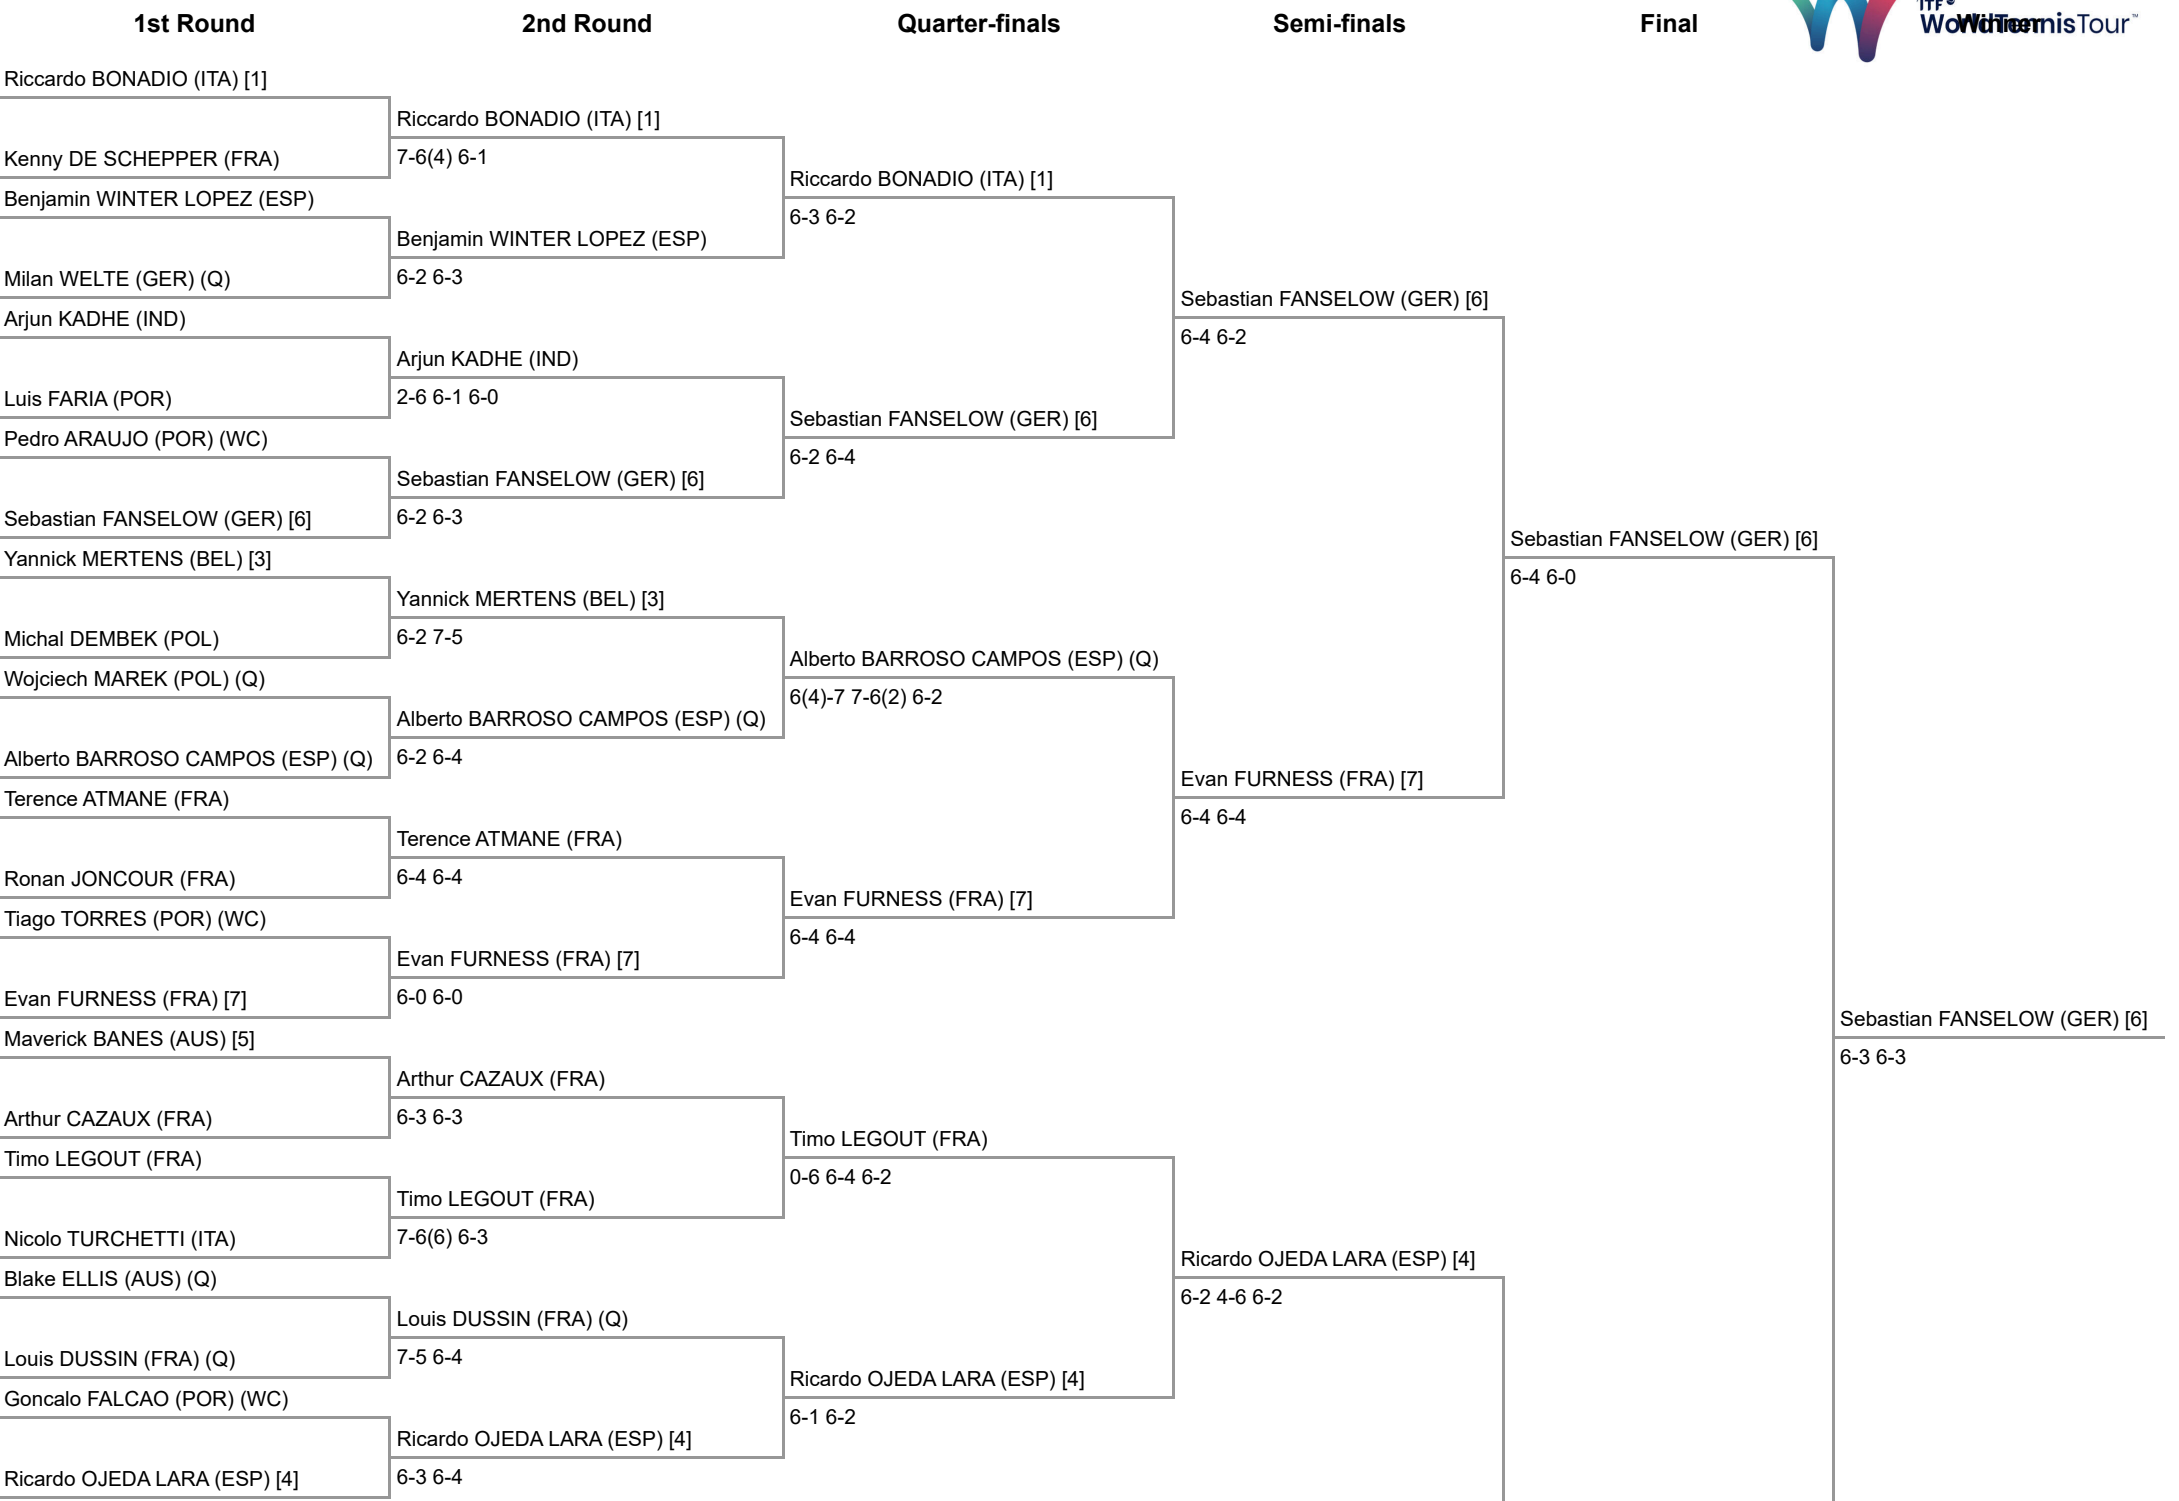 1st Round
2nd Round
Quarter-finals
Semi-finals
Final
Winner
ITF
World Tennis Tour™
Riccardo BONADIO (ITA) [1]
Kenny DE SCHEPPER (FRA)
Benjamin WINTER LOPEZ (ESP)
Milan WELTE (GER) (Q)
Arjun KADHE (IND)
Luis FARIA (POR)
Pedro ARAUJO (POR) (WC)
Sebastian FANSELOW (GER) [6]
Yannick MERTENS (BEL) [3]
Michal DEMBEK (POL)
Wojciech MAREK (POL) (Q)
Alberto BARROSO CAMPOS (ESP) (Q)
Terence ATMANE (FRA)
Ronan JONCOUR (FRA)
Tiago TORRES (POR) (WC)
Evan FURNESS (FRA) [7]
Maverick BANES (AUS) [5]
Arthur CAZAUX (FRA)
Timo LEGOUT (FRA)
Nicolo TURCHETTI (ITA)
Blake ELLIS (AUS) (Q)
Louis DUSSIN (FRA) (Q)
Goncalo FALCAO (POR) (WC)
Ricardo OJEDA LARA (ESP) [4]
Riccardo BONADIO (ITA) [1]
7-6(4) 6-1
Benjamin WINTER LOPEZ (ESP)
6-2 6-3
Arjun KADHE (IND)
2-6 6-1 6-0
Sebastian FANSELOW (GER) [6]
6-2 6-3
Yannick MERTENS (BEL) [3]
6-2 7-5
Alberto BARROSO CAMPOS (ESP) (Q)
6-2 6-4
Terence ATMANE (FRA)
6-4 6-4
Evan FURNESS (FRA) [7]
6-0 6-0
Arthur CAZAUX (FRA)
6-3 6-3
Timo LEGOUT (FRA)
7-6(6) 6-3
Louis DUSSIN (FRA) (Q)
7-5 6-4
Ricardo OJEDA LARA (ESP) [4]
6-3 6-4
Riccardo BONADIO (ITA) [1]
6-3 6-2
Sebastian FANSELOW (GER) [6]
6-2 6-4
Alberto BARROSO CAMPOS (ESP) (Q)
6(4)-7 7-6(2) 6-2
Evan FURNESS (FRA) [7]
6-4 6-4
Timo LEGOUT (FRA)
0-6 6-4 6-2
Ricardo OJEDA LARA (ESP) [4]
6-1 6-2
Sebastian FANSELOW (GER) [6]
6-4 6-2
Evan FURNESS (FRA) [7]
6-4 6-4
Ricardo OJEDA LARA (ESP) [4]
6-2 4-6 6-2
Sebastian FANSELOW (GER) [6]
6-4 6-0
Sebastian FANSELOW (GER) [6]
6-3 6-3